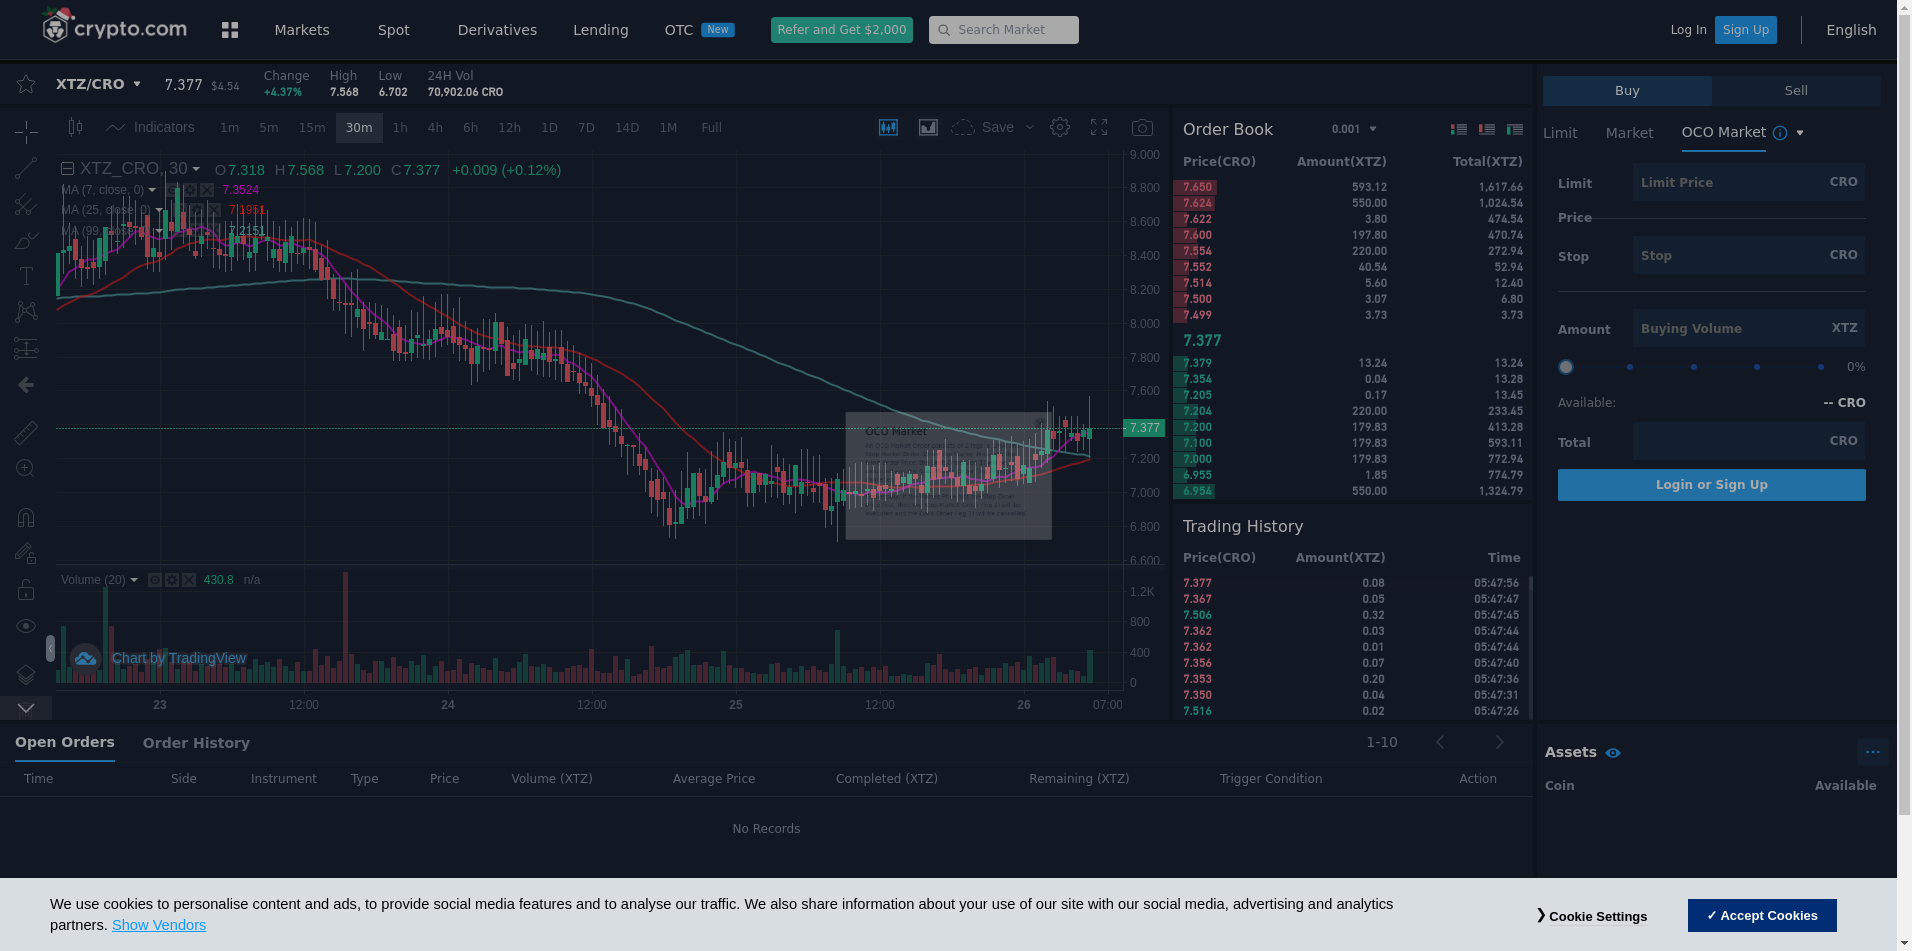 crypto.com
Markets
Spot
Derivatives
Lending
OTC New
Refer and Get $2,000
Search Market
Log In
Sign Up
English
XTZ/CRO
7.377 $4.54
Change High Low 24H Vol
+4.37% 7.568 6.702 70,902.06 CRO
Buy Sell
Indicators 1m 5m 15m 30m 1h 4h 6h 12h 1D 7D 14D 1M Full
Save
XTZ_CRO, 30 O7.318 H7.568 L7.200 C7.377 +0.009 (+0.12%)
MA (7, close, 0) 7.3524
MA (25, close, 0) 7.1951
MA (99, close, 0) 7.2151
9.000
8.800
8.600
8.400
8.200
8.000
7.800
7.600
7.377
7.200
7.000
6.800
6.600
OCO Market
Volume (20) 430.8 n/a
1.2K
800
400
0
Chart by TradingView
23 12:00 24 12:00 25 12:00 26 07:00
Order Book 0.001
Price(CRO) Amount(XTZ) Total(XTZ)
7.650 593.12 1,617.66
7.624 550.00 1,024.54
7.622 3.80 474.54
7.600 197.80 470.74
7.554 220.00 272.94
7.552 40.54 52.94
7.514 5.60 12.40
7.500 3.07 6.80
7.499 3.73 3.73
7.377
7.379 13.24 13.24
7.354 0.04 13.28
7.205 0.17 13.45
7.204 220.00 233.45
7.200 179.83 413.28
7.100 179.83 593.11
7.000 179.83 772.94
6.955 1.85 774.79
6.954 550.00 1,324.79
Trading History
Price(CRO) Amount(XTZ) Time
7.377 0.08 05:47:56
7.367 0.05 05:47:47
7.506 0.32 05:47:45
7.362 0.03 05:47:44
7.362 0.01 05:47:44
7.356 0.07 05:47:40
7.353 0.20 05:47:36
7.350 0.04 05:47:31
7.516 0.02 05:47:26
Limit Market OCO Market
Limit Price Limit Price CRO
Stop Stop CRO
Amount Buying Volume XTZ
0%
Available: -- CRO
Total CRO
Login or Sign Up
Open Orders Order History 1-10
Time Side Instrument Type Price Volume (XTZ) Average Price Completed (XTZ) Remaining (XTZ) Trigger Condition Action
No Records
Assets
Coin Available
We use cookies to personalise content and ads, to provide social media features and to analyse our traffic. We also share information about your use of our site with our social media, advertising and analytics
partners. Show Vendors
❯ Cookie Settings
✓ Accept Cookies